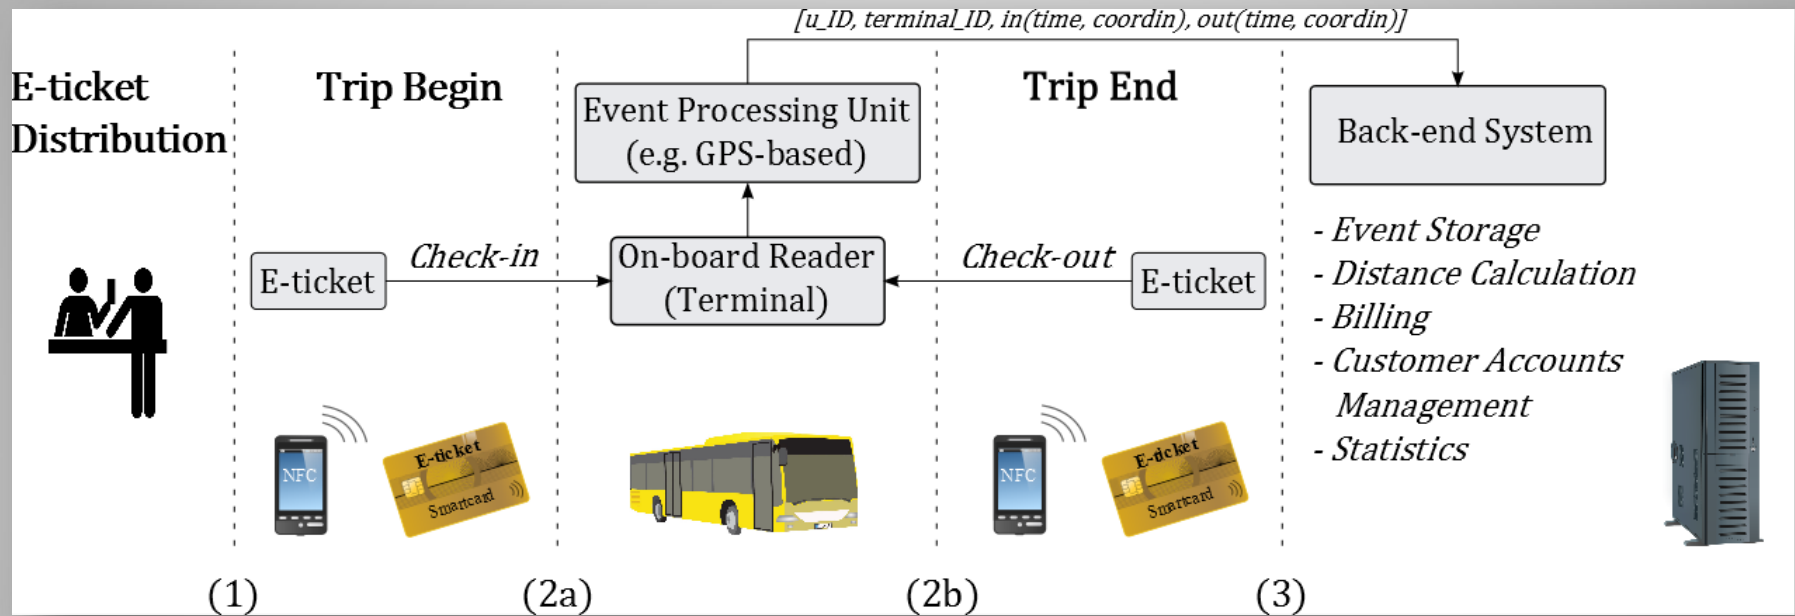 [u_ID, terminal_ID, in(time, coordin), out(time, coordin)]
E-ticket
Distribution
Trip Begin
Event Processing Unit
(e.g. GPS-based)
Trip End
Back-end System
E-ticket
Check-in
On-board Reader
(Terminal)
Check-out
E-ticket
- Event Storage
- Distance Calculation
- Billing
- Customer Accounts
Management
- Statistics
NFC
E-ticket
Smartcard
NFC
E-ticket
Smartcard
(1)
(2a)
(2b)
(3)